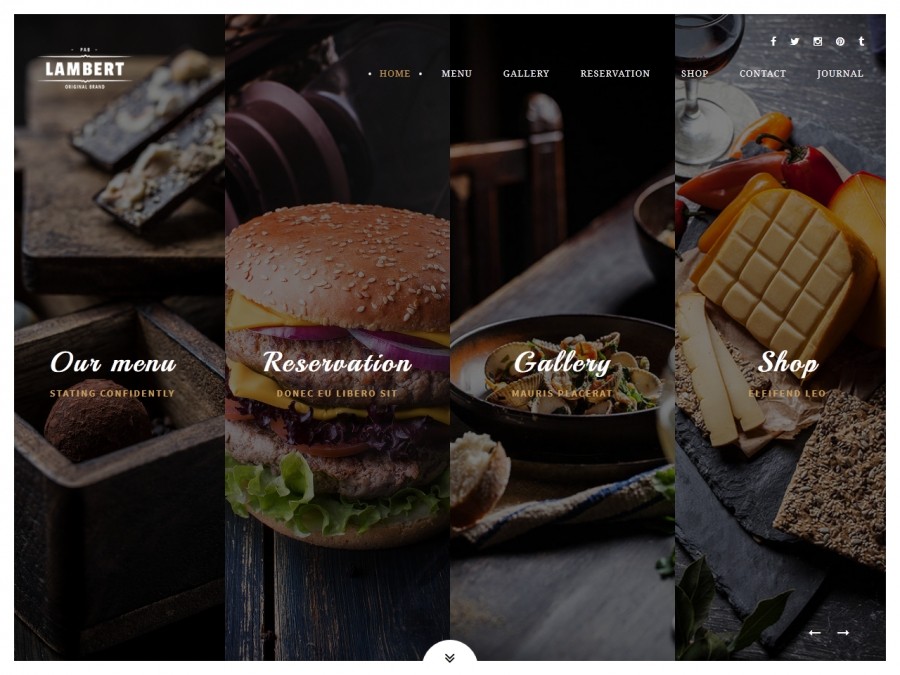 PAB
LAMBERT
ORIGINAL BRAND
• HOME •
MENU
GALLERY
RESERVATION
SHOP
CONTACT
JOURNAL
Our menu
STATING CONFIDENTLY
Reservation
DONEC EU LIBERO SIT
Gallery
MAURIS PLACERAT
Shop
ELEIFEND LEO